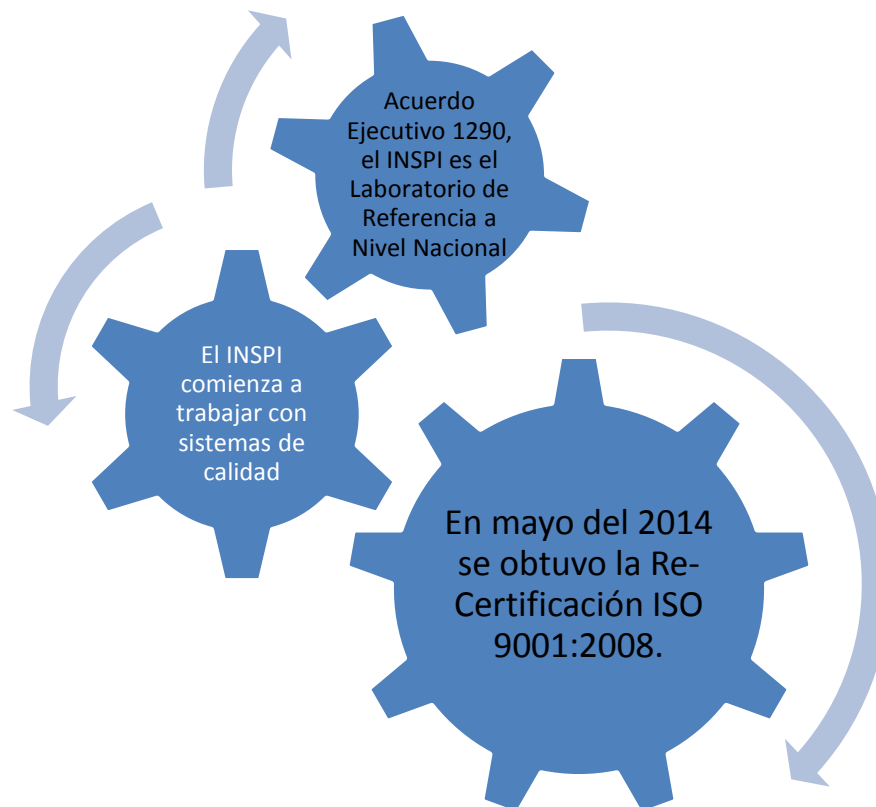 Acuerdo
Ejecutivo 1290,
el INSPI es el
Laboratorio de
Referencia a
Nivel Nacional
El INSPI
comienza a
trabajar con
sistemas de
calidad
En mayo del 2014
se obtuvo la Re-
Certificación ISO
9001:2008.